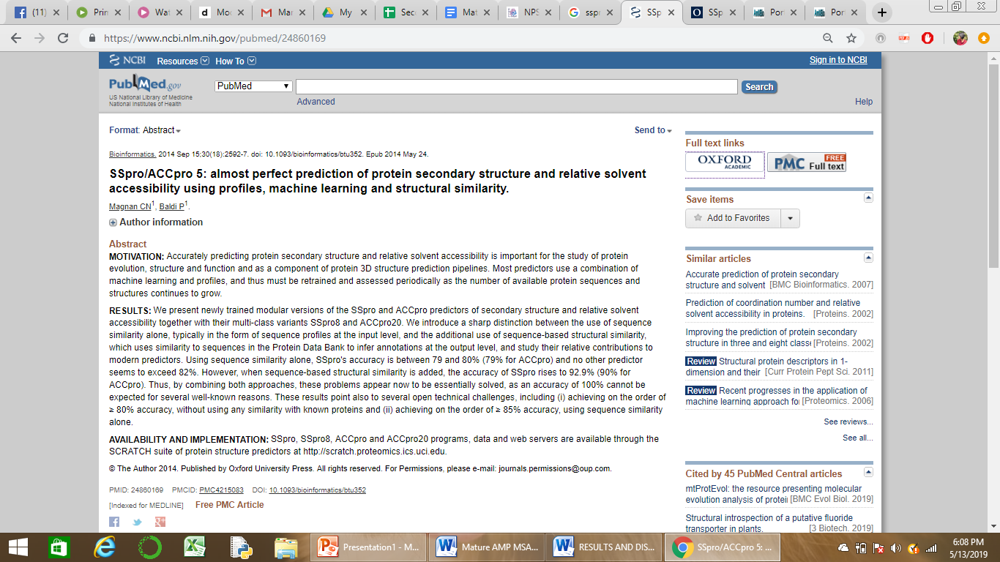 (11)
Prin
Wat
Moc
Mar
My
Sec
Mat
NPS
sspr
SSp
SSp
Por
Por
https://www.ncbi.nlm.nih.gov/pubmed/24860169
NCBI Resources How To Sign in to NCBI
PubMed.gov
US National Library of Medicine
National Institutes of Health
PubMed
Search
Advanced
Help
Format: Abstract
Send to
Bioinformatics. 2014 Sep 15;30(18):2592-7. doi: 10.1093/bioinformatics/btu352. Epub 2014 May 24.
SSpro/ACCpro 5: almost perfect prediction of protein secondary structure and relative solvent
accessibility using profiles, machine learning and structural similarity.
Magnan CN1, Baldi P1.
Author information
Abstract
MOTIVATION: Accurately predicting protein secondary structure and relative solvent accessibility is important for the study of protein
evolution, structure and function and as a component of protein 3D structure prediction pipelines. Most predictors use a combination of
machine learning and profiles, and thus must be retrained and assessed periodically as the number of available protein sequences and
structures continues to grow.
RESULTS: We present newly trained modular versions of the SSpro and ACCpro predictors of secondary structure and relative solvent
accessibility together with their multi-class variants SSpro8 and ACCpro20. We introduce a sharp distinction between the use of sequence
similarity alone, typically in the form of sequence profiles at the input level, and the additional use of sequence-based structural similarity,
which uses similarity to sequences in the Protein Data Bank to infer annotations at the output level, and study their relative contributions to
modern predictors. Using sequence similarity alone, SSpro's accuracy is between 79 and 80% (79% for ACCpro) and no other predictor
seems to exceed 82%. However, when sequence-based structural similarity is added, the accuracy of SSpro rises to 92.9% (90% for
ACCpro). Thus, by combining both approaches, these problems appear now to be essentially solved, as an accuracy of 100% cannot be
expected for several well-known reasons. These results point also to several open technical challenges, including (i) achieving on the order of
≥ 80% accuracy, without using any similarity with known proteins and (ii) achieving on the order of ≥ 85% accuracy, using sequence similarity
alone.
AVAILABILITY AND IMPLEMENTATION: SSpro, SSpro8, ACCpro and ACCpro20 programs, data and web servers are available through the
SCRATCH suite of protein structure predictors at http://scratch.proteomics.ics.uci.edu.
© The Author 2014. Published by Oxford University Press. All rights reserved. For Permissions, please e-mail: journals.permissions@oup.com.
PMID: 24860169 PMCID: PMC4215083 DOI: 10.1093/bioinformatics/btu352
[Indexed for MEDLINE] Free PMC Article
Full text links
OXFORD
ACADEMIC
PMC FREE
Full text
Save items
Add to Favorites
Similar articles
Accurate prediction of protein secondary
structure and solvent [BMC Bioinformatics. 2007]
Prediction of coordination number and relative
solvent accessibility in proteins. [Proteins. 2002]
Improving the prediction of protein secondary
structure in three and eight classe [Proteins. 2002]
Review Structural protein descriptors in 1-
dimension and their [Curr Protein Pept Sci. 2011]
Review Recent progresses in the application of
machine learning approach fo [Proteomics. 2006]
See reviews...
See all...
Cited by 45 PubMed Central articles
mtProtEvol: the resource presenting molecular
evolution analysis of protei [BMC Evol Biol. 2019]
Structural introspection of a putative fluoride
transporter in plants. [3 Biotech. 2019]
Presentation1 - M...
Mature AMP MSA...
RESULTS AND DIS...
SSpro/ACCpro 5: ...
6:08 PM
5/13/2019